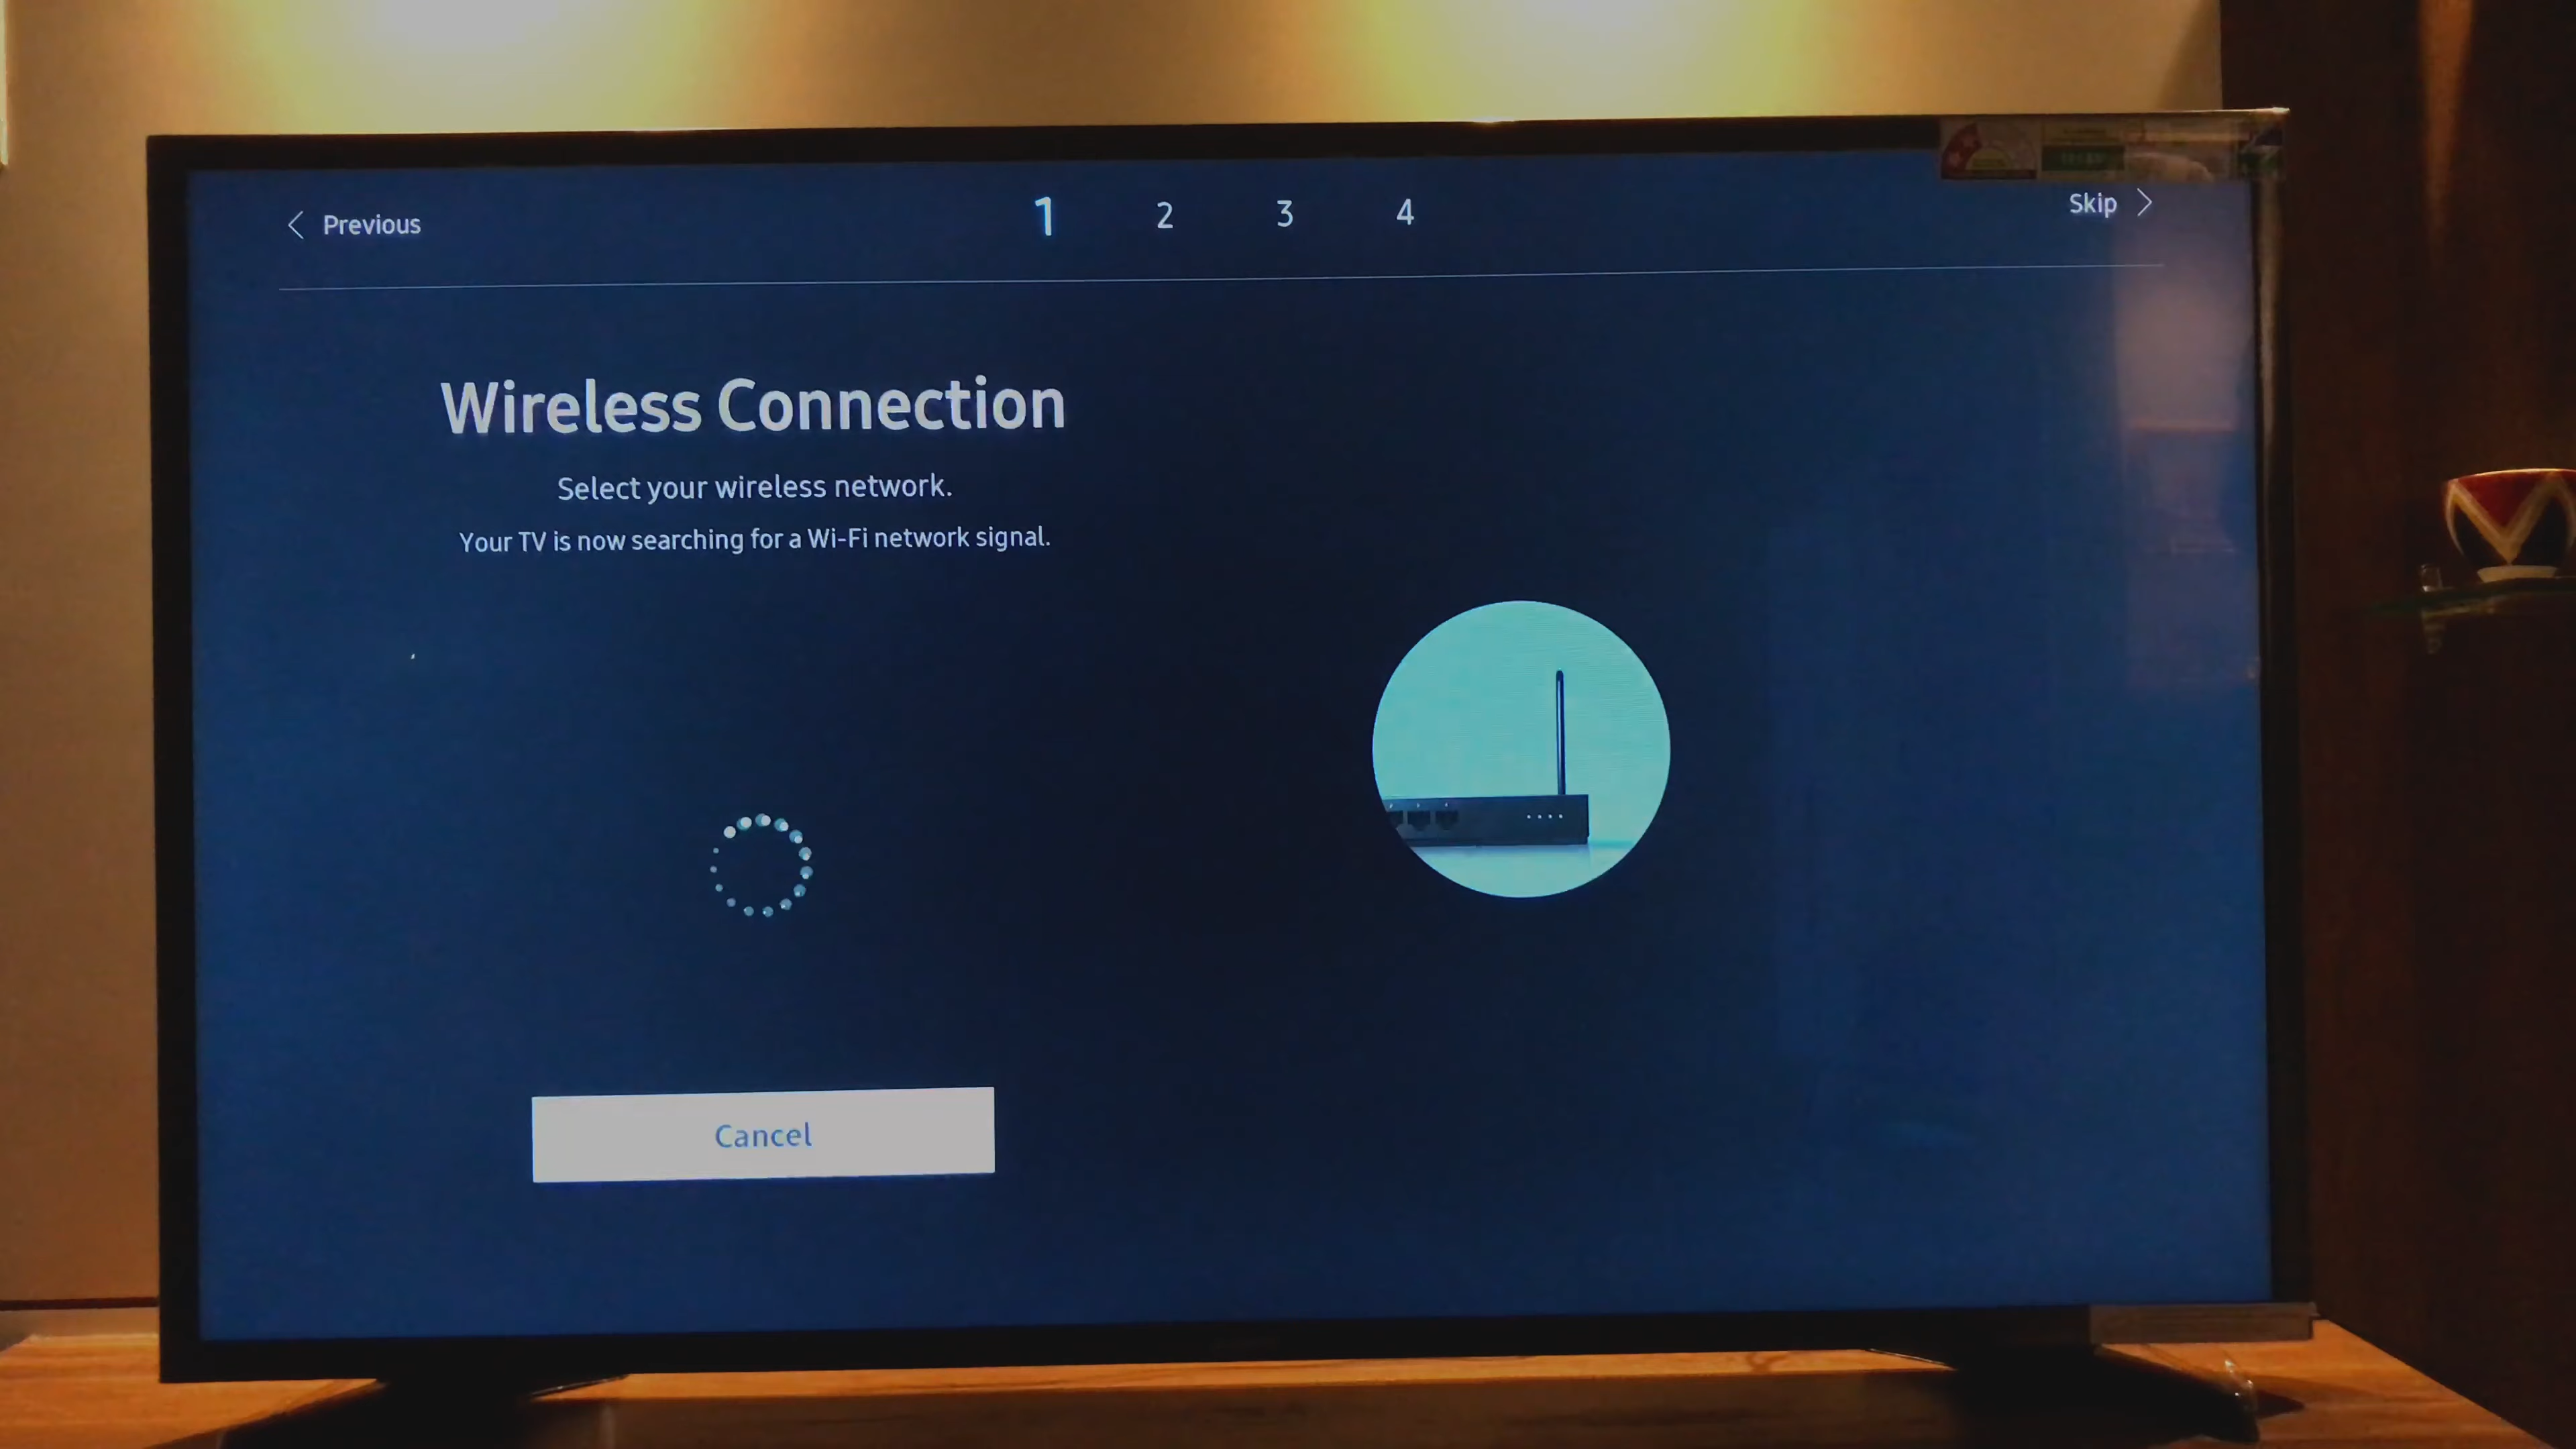 Previous
1 2 3 4
Skip
Wireless Connection
Select your wireless network.
Your TV is now searching for a Wi-Fi network signal.
Cancel